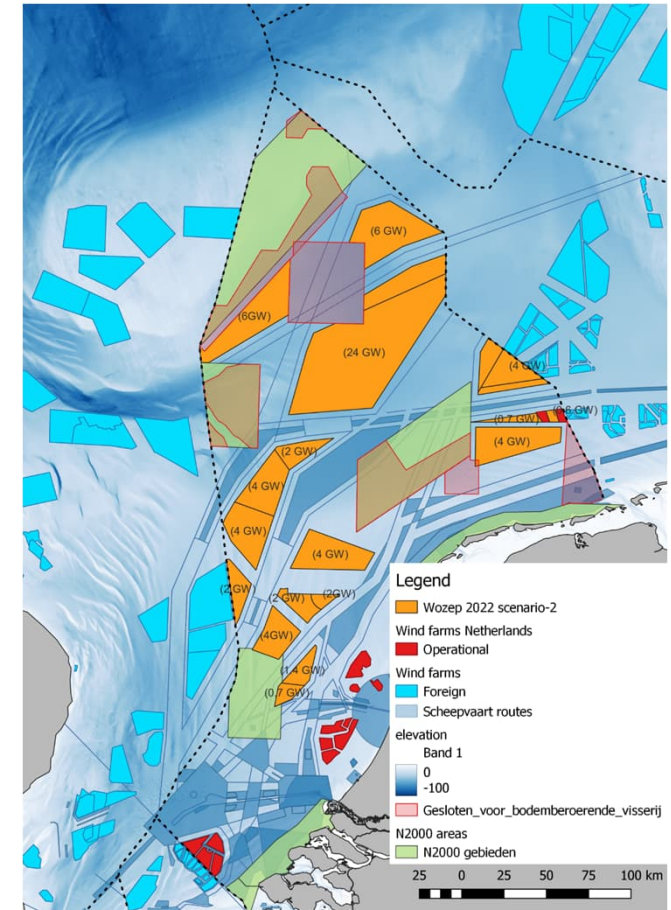 (6 GW)
(6GW)
(24 GW)
(4 GW)
(0.7 GW)
(0.6 GW)
(4 GW)
(2 GW)
(4 GW)
(4 GW)
(4 GW)
(2 GW)
(2 GW)
(2GW)
(4GW)
(1.4 GW)
(0.7 GW)
Legend
Wozep 2022 scenario-2
Wind farms Netherlands
Operational
Wind farms
Foreign
Scheepvaart routes
elevation
Band 1
0
-100
Gesloten_voor_bodemberoerende_visserij
N2000 areas
N2000 gebieden
25 0 25 50 75 100 km